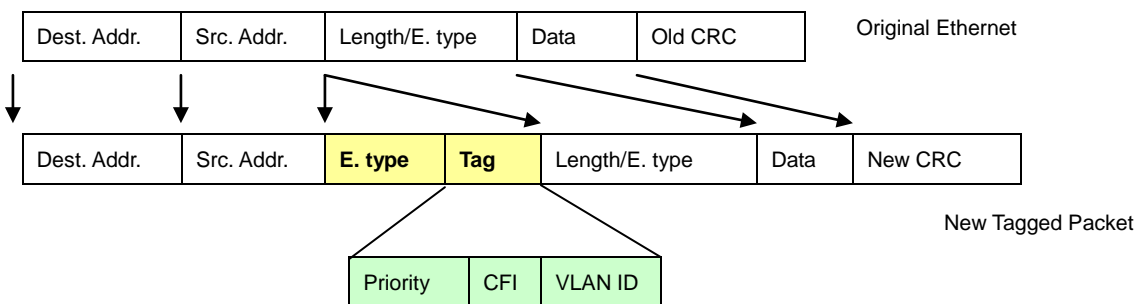 Dest. Addr. Src. Addr. Length/E. type Data Old CRC Original Ethernet
Dest. Addr. Src. Addr. E. type Tag Length/E. type Data New CRC
New Tagged Packet
Priority CFI VLAN ID